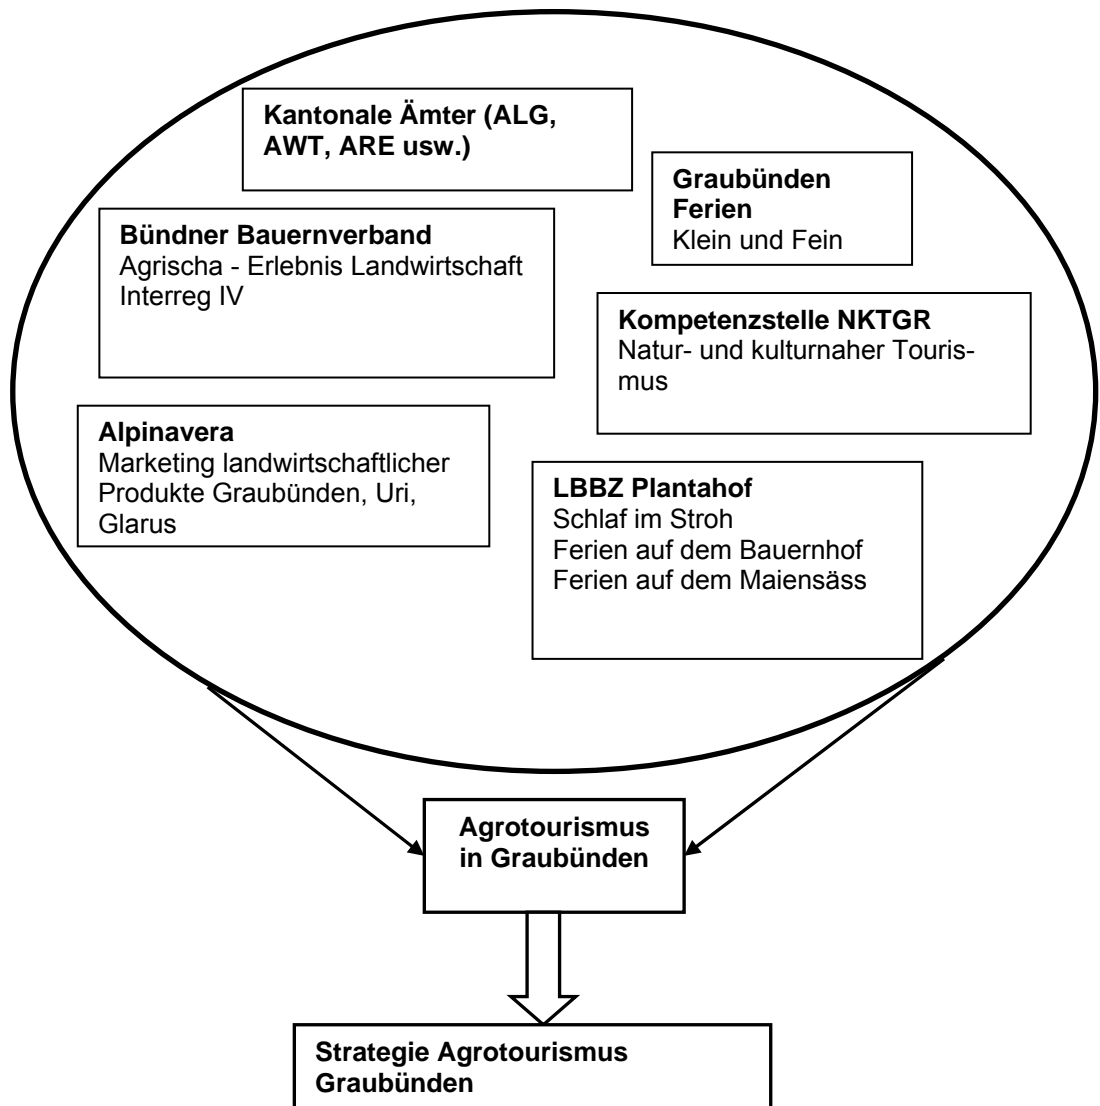 Kantonale Ämter (ALG,
AWT, ARE usw.)
Graubünden
Ferien
Klein und Fein
Bündner Bauernverband
Agrischa - Erlebnis Landwirtschaft
Interreg IV
Kompetenzstelle NKTGR
Natur- und kulturnaher Touris-
mus
Alpinavera
Marketing landwirtschaftlicher
Produkte Graubünden, Uri,
Glarus
LBBZ Plantahof
Schlaf im Stroh
Ferien auf dem Bauernhof
Ferien auf dem Maiensäss
Agrotourismus
in Graubünden
Strategie Agrotourismus
Graubünden